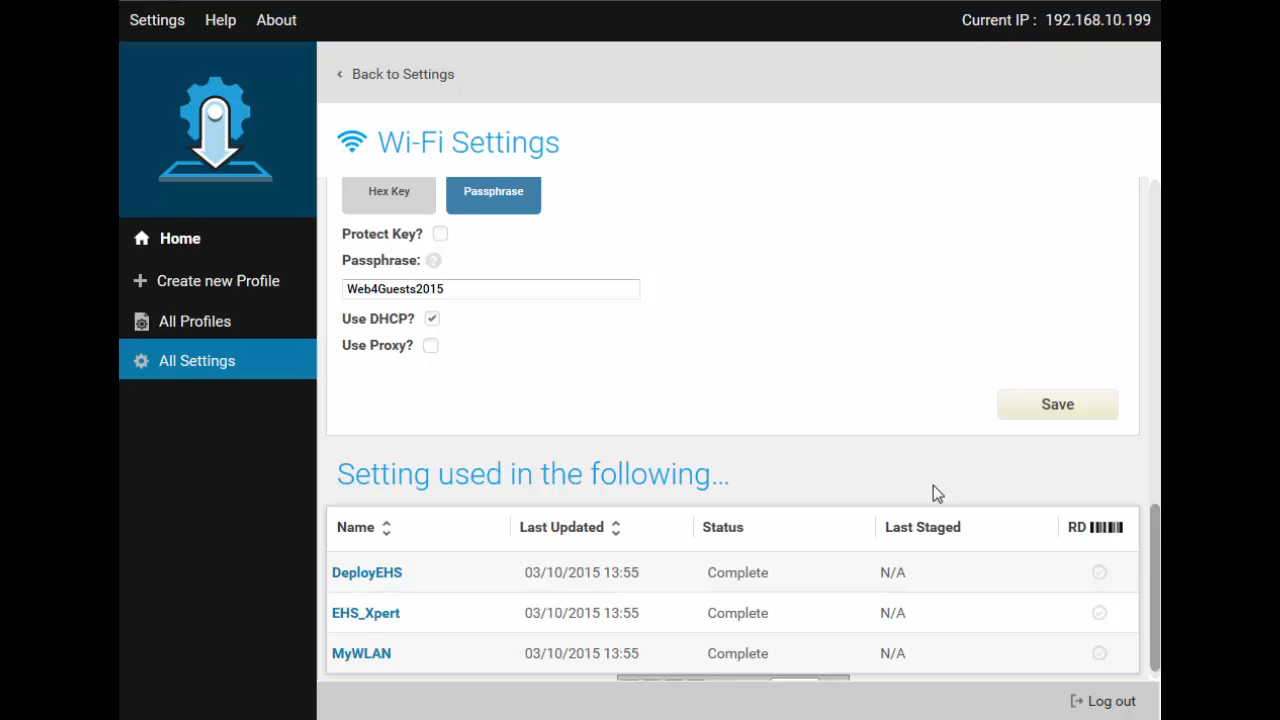 Settings Help About Current IP : 192.168.10.199
‹ Back to Settings
Wi-Fi Settings
Hex Key Passphrase
Protect Key?
Passphrase: ?
Web4Guests2015
Use DHCP?
Use Proxy?
Save
Home
Create new Profile
All Profiles
All Settings
Setting used in the following...
Name Last Updated Status Last Staged RD
DeployEHS 03/10/2015 13:55 Complete N/A
EHS_Xpert 03/10/2015 13:55 Complete N/A
MyWLAN 03/10/2015 13:55 Complete N/A
Log out